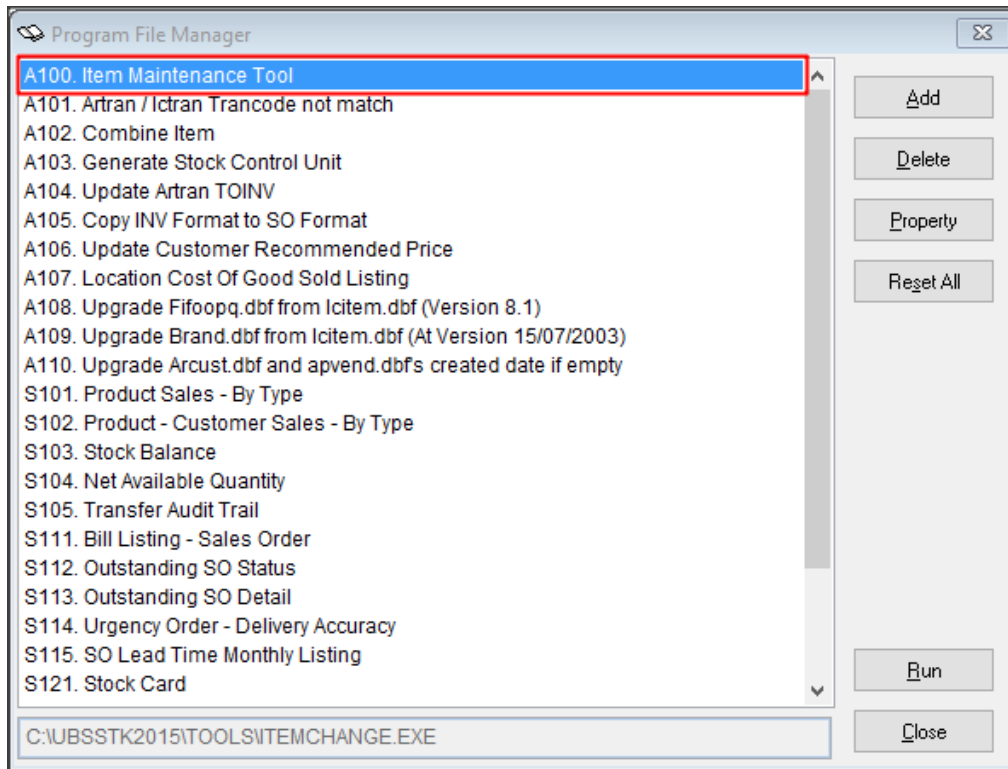 Program File Manager
A100. Item Maintenance Tool
A101. Artran / Ictran Trancode not match
A102. Combine Item
A103. Generate Stock Control Unit
A104. Update Artran TOINV
A105. Copy INV Format to SO Format
A106. Update Customer Recommended Price
A107. Location Cost Of Good Sold Listing
A108. Upgrade Fifoopq.dbf from Icitem.dbf (Version 8.1)
A109. Upgrade Brand.dbf from Icitem.dbf (At Version 15/07/2003)
A110. Upgrade Arcust.dbf and apvend.dbf's created date if empty
S101. Product Sales - By Type
S102. Product - Customer Sales - By Type
S103. Stock Balance
S104. Net Available Quantity
S105. Transfer Audit Trail
S111. Bill Listing - Sales Order
S112. Outstanding SO Status
S113. Outstanding SO Detail
S114. Urgency Order - Delivery Accuracy
S115. SO Lead Time Monthly Listing
S121. Stock Card
C:\UBSSTK2015\TOOLS\ITEMCHANGE.EXE
Add
Delete
Property
Reset All
Run
Close